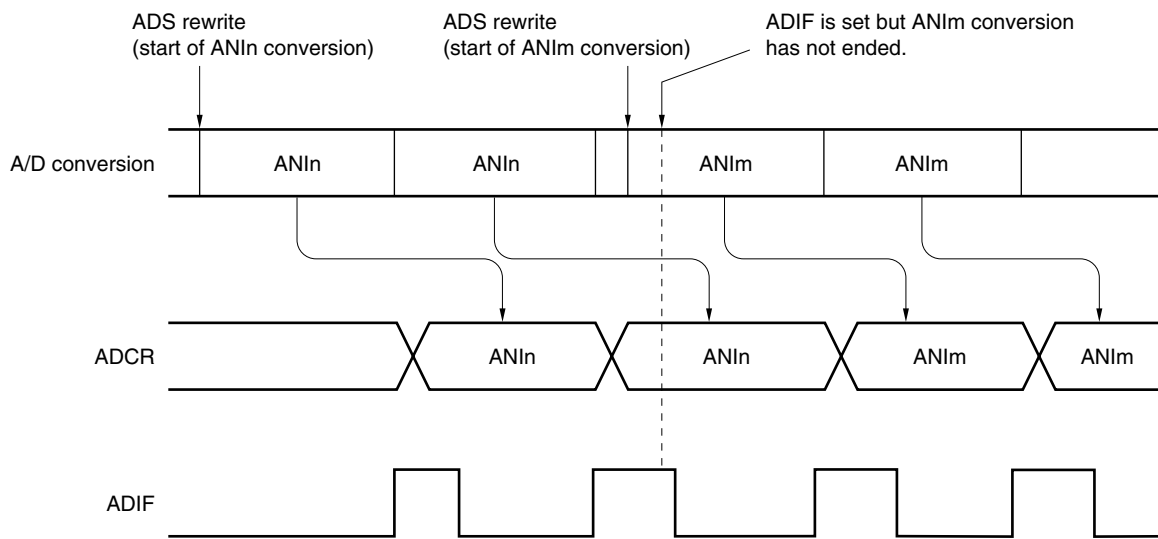 ADS rewrite
(start of ANIn conversion)
ADS rewrite
(start of ANIm conversion)
ADIF is set but ANIm conversion
has not ended.
A/D conversion
ANIn
ANIn
ANIm
ANIm
ADCR
ANIn
ANIn
ANIm
ANIm
ADIF